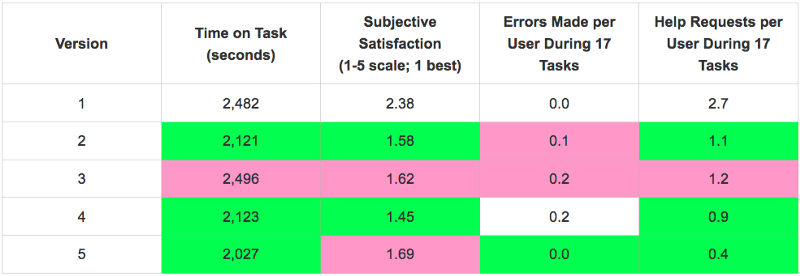 Version Time on Task (seconds) Subjective Satisfaction (1-5 scale; 1 best) Errors Made per User During 17 Tasks Help Requests per User During 17 Tasks
1 2,482 2.38 0.0 2.7
2 2,121 1.58 0.1 1.1
3 2,496 1.62 0.2 1.2
4 2,123 1.45 0.2 0.9
5 2,027 1.69 0.0 0.4